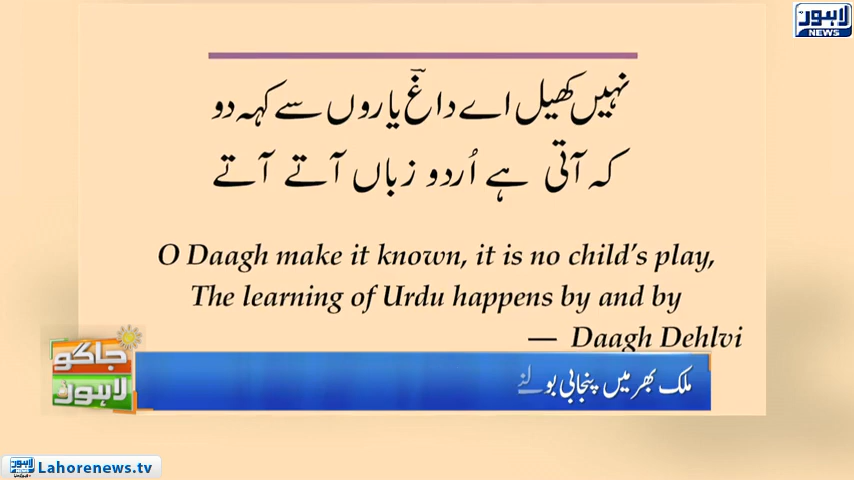 لاہور
NEWS
نہیں کھیل اے داغؔ یاروں سے کہہ دو
کہ آتی ہے اُردو زباں آتے آتے
O Daagh make it known, it is no child's play,
The learning of Urdu happens by and by
— Daagh Dehlvi
جاگو
لاہور
ملک بھر میں پنجابی بولنے
لاہور
Lahorenews.tv